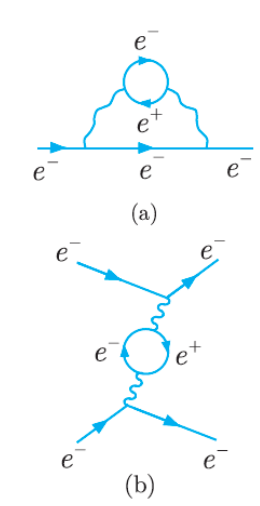 e⁻
e⁺
e⁻ e⁻ e⁻
(a)
e⁻ e⁻
e⁻ e⁺
e⁻ e⁻
(b)